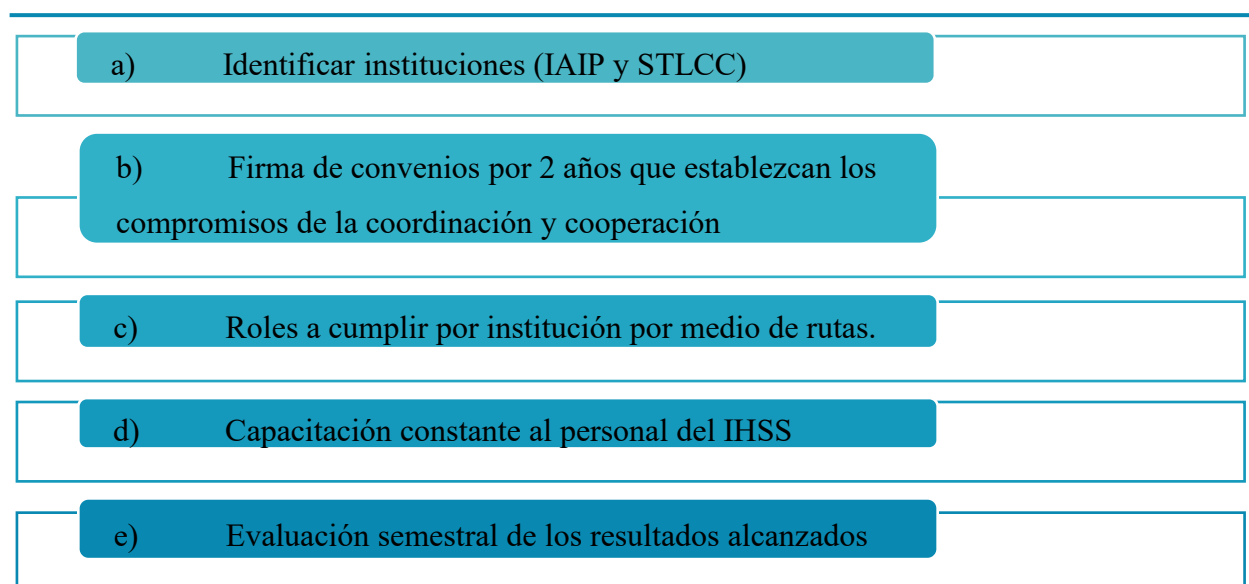 a) Identificar instituciones (IAIP y STLCC)
b) Firma de convenios por 2 años que establezcan los
compromisos de la coordinación y cooperación
c) Roles a cumplir por institución por medio de rutas.
d) Capacitación constante al personal del IHSS
e) Evaluación semestral de los resultados alcanzados